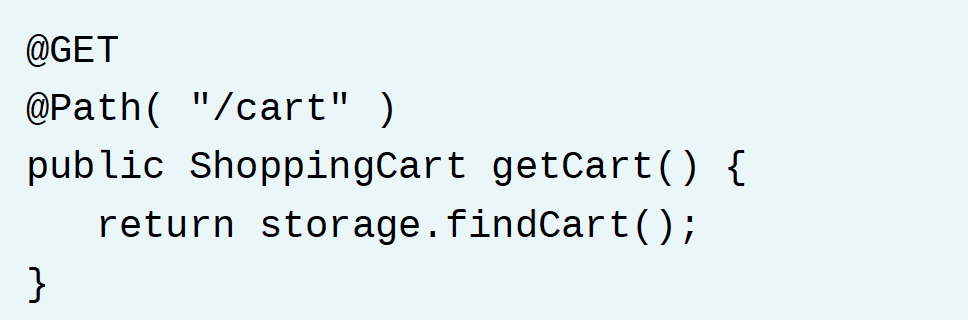 @GET
@Path( "/cart" )
public ShoppingCart getCart() {
   return storage.findCart();
}